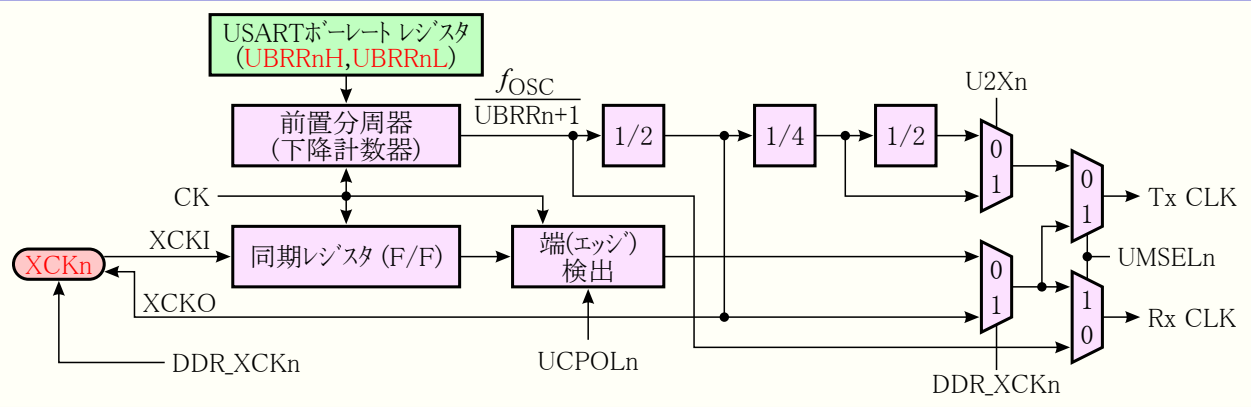 USARTボーレート レジスタ
(UBRRnH,UBRRnL)
fOSC
UBRRn+1
U2Xn
前置分周器
(下降計数器)
1/2
1/4
1/2
0
1
0
1
Tx CLK
CK
XCKI
同期レジスタ (F/F)
端(エッジ)
検出
XCKn
0
1
UMSELn
XCKO
1
0
Rx CLK
DDR_XCKn
UCPOLn
DDR_XCKn